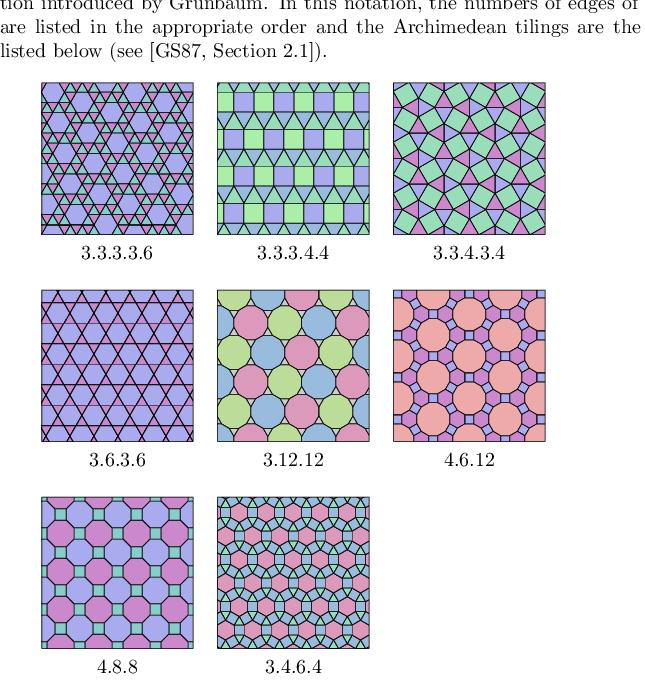 tion introduced by Grünbaum. In this notation, the numbers of edges of
are listed in the appropriate order and the Archimedean tilings are the
listed below (see [GS87, Section 2.1]).
3.3.3.3.6
3.3.3.4.4
3.3.4.3.4
3.6.3.6
3.12.12
4.6.12
4.8.8
3.4.6.4